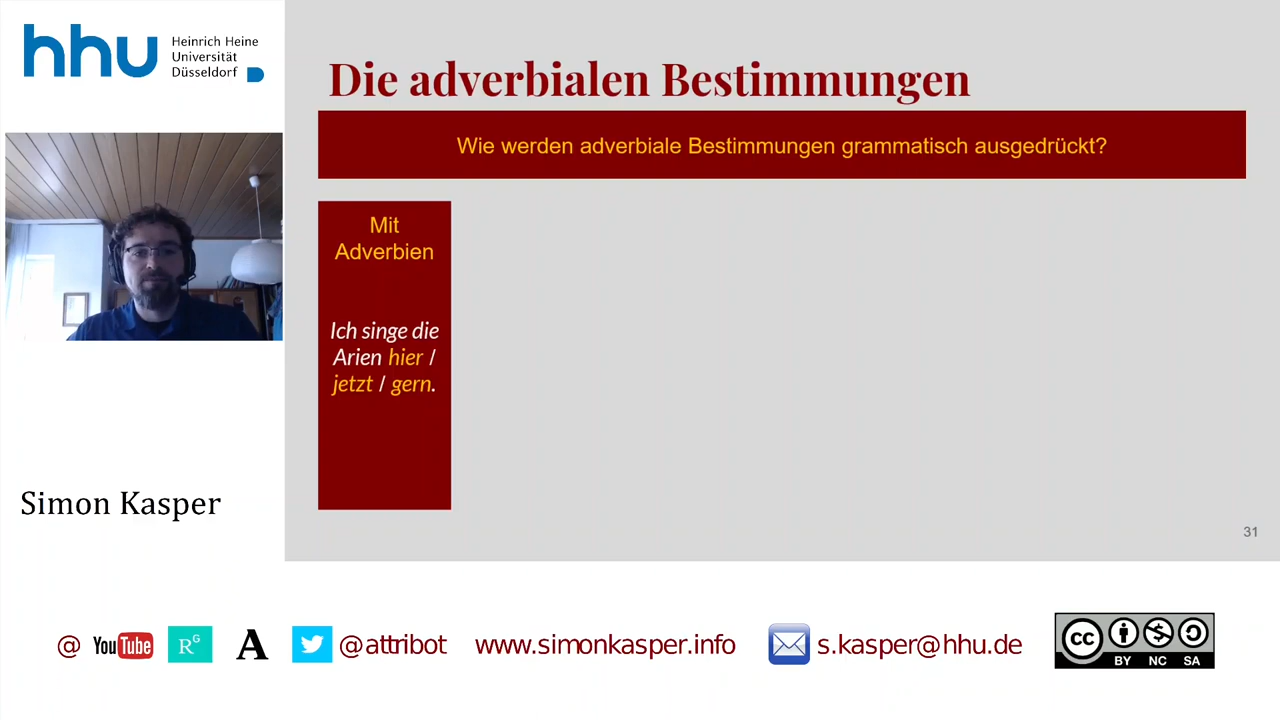 hhu Heinrich Heine
Universität
Düsseldorf
Die adverbialen Bestimmungen
Wie werden adverbiale Bestimmungen grammatisch ausgedrückt?
Mit
Adverbien
Ich singe die
Arien hier /
jetzt / gern.
Simon Kasper
31
@ YouTube RG A @attribot www.simonkasper.info s.kasper@hhu.de cc
BY NC SA